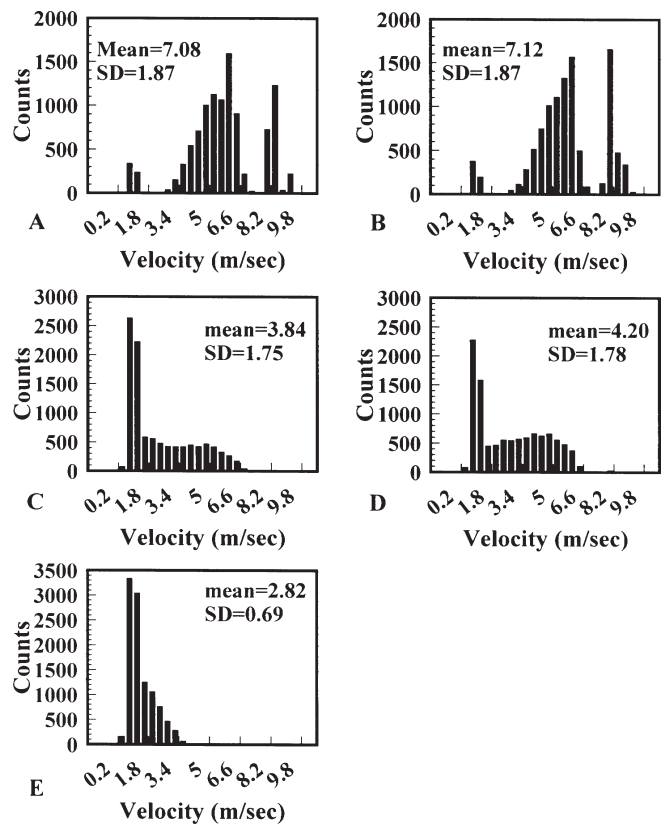 2000
1500
1000
500
0
Counts
Mean=7.08
SD=1.87
0.2 1.8 3.4 5 6.6 8.2 9.8
Velocity (m/sec)
A
2000
1500
1000
500
0
Counts
mean=7.12
SD=1.87
0.2 1.8 3.4 5 6.6 8.2 9.8
Velocity (m/sec)
B
3000
2500
2000
1500
1000
500
0
Counts
mean=3.84
SD=1.75
0.2 1.8 3.4 5 6.6 8.2 9.8
Velocity (m/sec)
C
3000
2500
2000
1500
1000
500
0
Counts
mean=4.20
SD=1.78
0.2 1.8 3.4 5 6.6 8.2 9.8
Velocity (m/sec)
D
3500
3000
2500
2000
1500
1000
500
0
Counts
mean=2.82
SD=0.69
0.2 1.8 3.4 5 6.6 8.2 9.8
Velocity (m/sec)
E